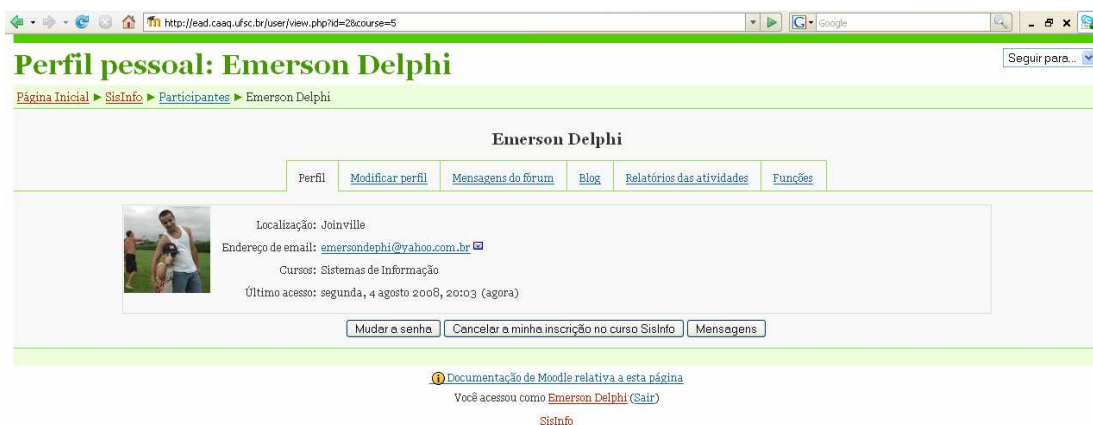 http://ead.caaq.ufsc.br/user/view.php?id=2&course=5
Google
Perfil pessoal: Emerson Delphi
Seguir para...
Página Inicial ► SisInfo ► Participantes ► Emerson Delphi
Emerson Delphi
Perfil Modificar perfil Mensagens do fórum Blog Relatórios das atividades Funções
Localização: Joinville
Endereço de email: emersondephi@yahoo.com.br
Cursos: Sistemas de Informação
Último acesso: segunda, 4 agosto 2008, 20:03 (agora)
Mudar a senha Cancelar a minha inscrição no curso SisInfo Mensagens
Documentação de Moodle relativa a esta página
Você acessou como Emerson Delphi (Sair)
SisInfo